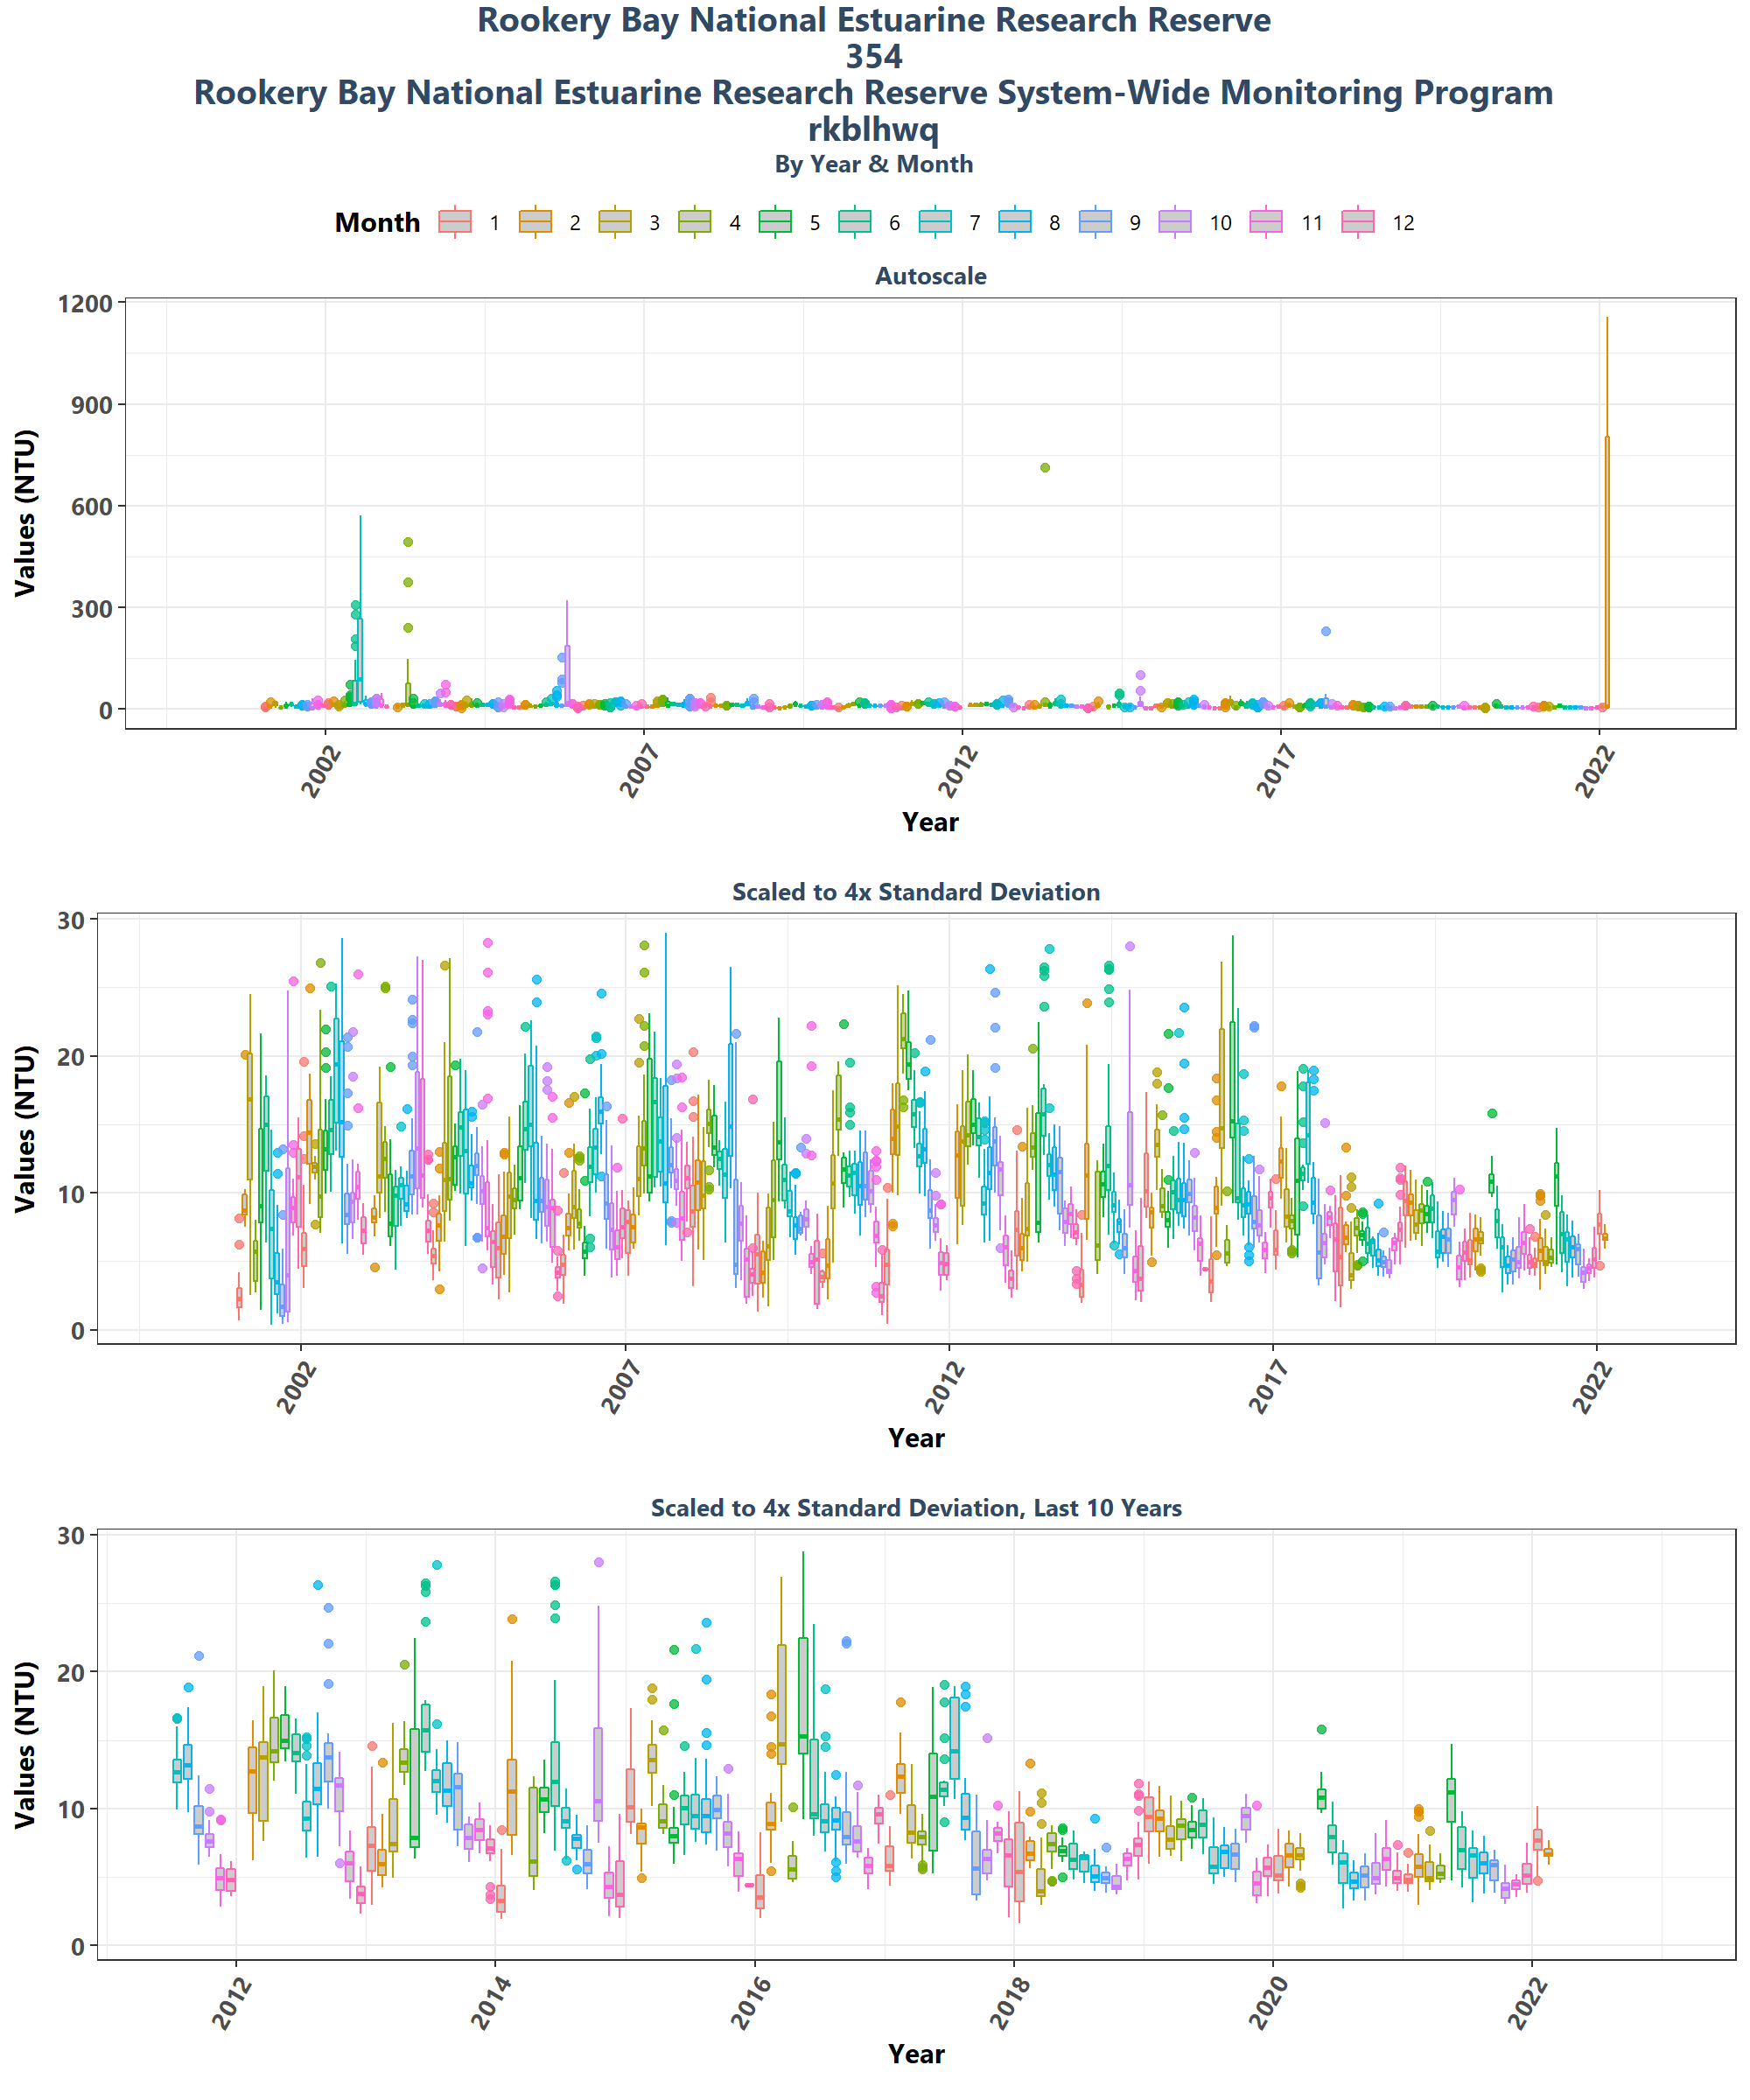 Rookery Bay National Estuarine Research Reserve
354
Rookery Bay National Estuarine Research Reserve System-Wide Monitoring Program
rkblhwq
By Year & Month
Month 1 2 3 4 5 6 7 8 9 10 11 12
Autoscale
1200
900
600
300
0
Values (NTU)
2002 2007 2012 2017 2022
Year
Scaled to 4x Standard Deviation
30
20
10
0
Values (NTU)
2002 2007 2012 2017 2022
Year
Scaled to 4x Standard Deviation, Last 10 Years
30
20
10
0
Values (NTU)
2012 2014 2016 2018 2020 2022
Year